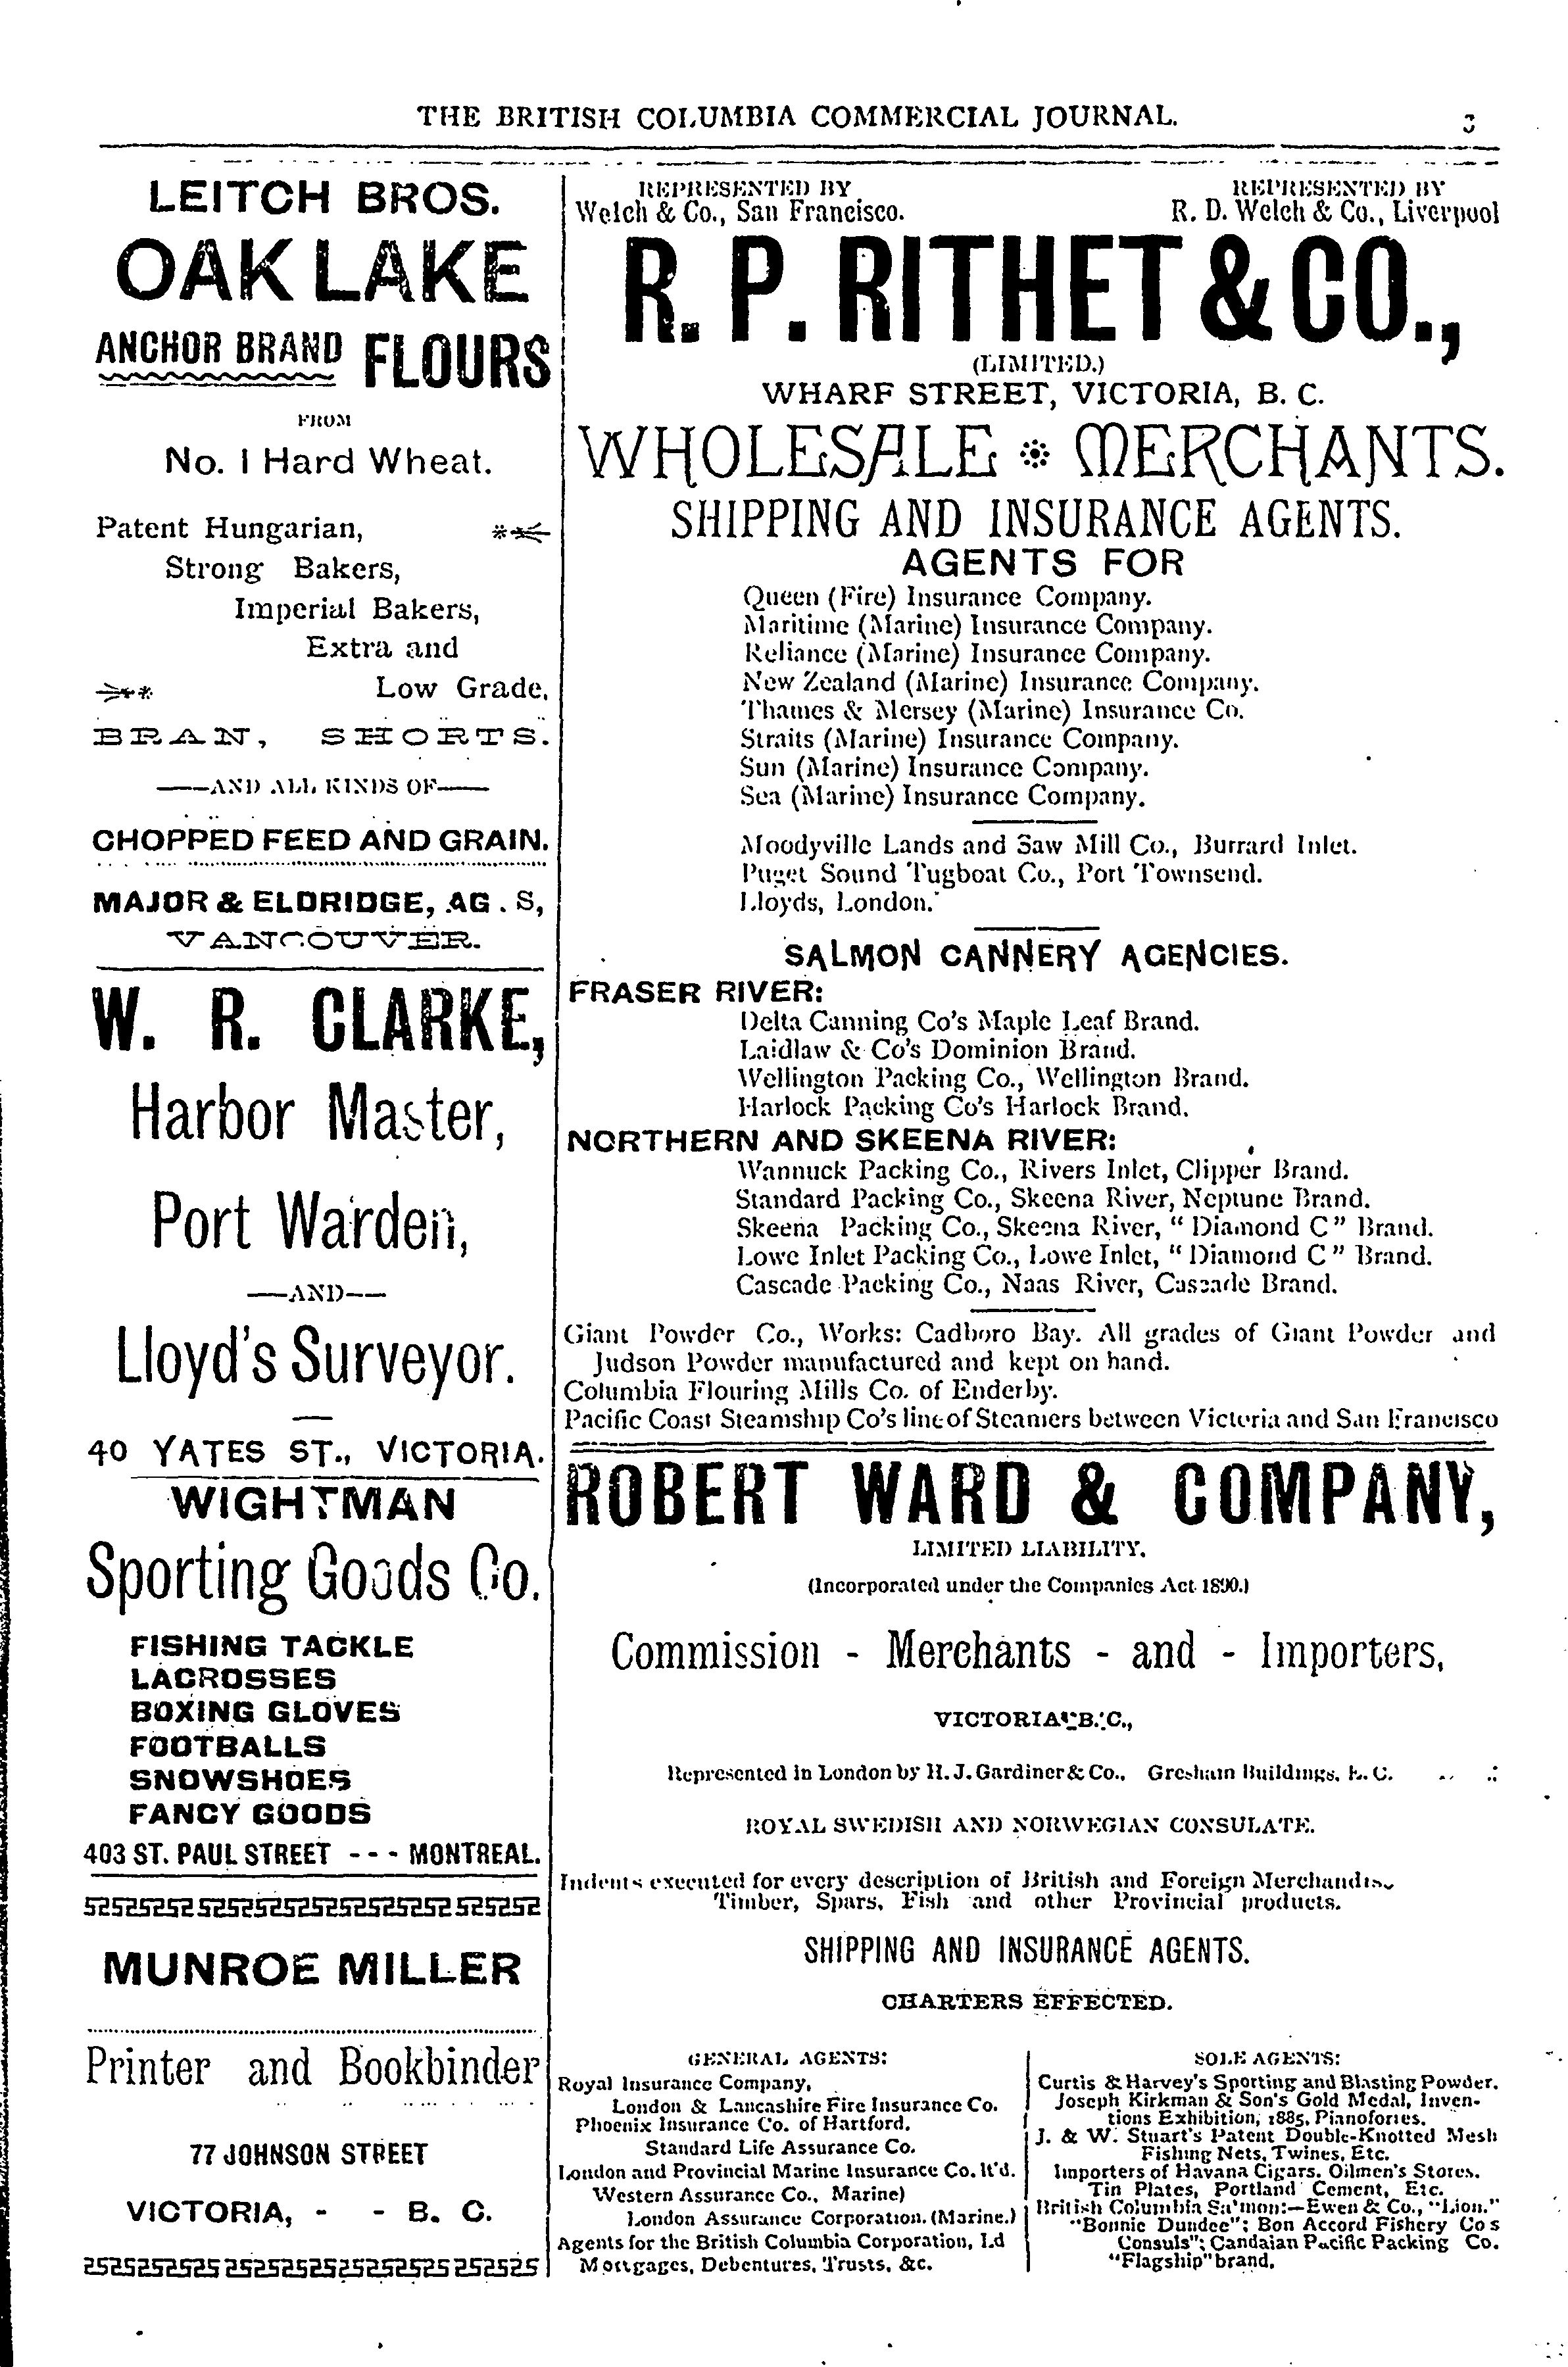 THE BRITISH COLUMBIA COMMERCIAL JOURNAL. 3
LEITCH BROS.
OAK LAKE
ANCHOR BRAND FLOURS
FROM
No. 1 Hard Wheat.
Patent Hungarian,
Strong Bakers,
Imperial Bakers,
Extra and
Low Grade.
BRAN, SHORTS.
AND ALL KINDS OF
CHOPPED FEED AND GRAIN.
MAJOR & ELDRIDGE, AG . S,
VANCOUVER.
W. R. CLARKE,
Harbor Master,
Port Warden,
—AND—
Lloyd's Surveyor.
40 YATES ST., VICTORIA.
WIGHTMAN
Sporting Goods Co.
FISHING TACKLE
LACROSSES
BOXING GLOVES
FOOTBALLS
SNOWSHOES
FANCY GOODS
403 ST. PAUL STREET - - - MONTREAL.
MUNROE MILLER
Printer and Bookbinder
77 JOHNSON STREET
VICTORIA, - - B. C.
REPRESENTED BY
Welch & Co., San Francisco.
REPRESENTED BY
R. D. Welch & Co., Liverpool
R. P. RITHET & CO.,
(LIMITED.)
WHARF STREET, VICTORIA, B. C.
WHOLESALE MERCHANTS.
SHIPPING AND INSURANCE AGENTS.
AGENTS FOR
Queen (Fire) Insurance Company.
Maritime (Marine) Insurance Company.
Reliance (Marine) Insurance Company.
New Zealand (Marine) Insurance Company.
Thames & Mersey (Marine) Insurance Co.
Straits (Marine) Insurance Company.
Sun (Marine) Insurance Company.
Sea (Marine) Insurance Company.
Moodyville Lands and Saw Mill Co., Burrard Inlet.
Puget Sound Tugboat Co., Port Townsend.
Lloyds, London.
SALMON CANNERY AGENCIES.
FRASER RIVER:
Delta Canning Co's Maple Leaf Brand.
Laidlaw & Co's Dominion Brand.
Wellington Packing Co., Wellington Brand.
Harlock Packing Co's Harlock Brand.
NORTHERN AND SKEENA RIVER:
Wannuck Packing Co., Rivers Inlet, Clipper Brand.
Standard Packing Co., Skeena River, Neptune Brand.
Skeena Packing Co., Skeena River, "Diamond C" Brand.
Lowe Inlet Packing Co., Lowe Inlet, "Diamond C" Brand.
Cascade Packing Co., Naas River, Cascade Brand.
Giant Powder Co., Works: Cadboro Bay. All grades of Giant Powder and
Judson Powder manufactured and kept on hand.
Columbia Flouring Mills Co. of Enderby.
Pacific Coast Steamship Co's line of Steamers between Victoria and San Francisco
ROBERT WARD & COMPANY,
LIMITED LIABILITY.
(Incorporated under the Companies Act 1890.)
Commission - Merchants - and - Importers,
VICTORIA, B. C.,
Represented in London by H. J. Gardiner & Co., Gresham Buildings, E. C.
ROYAL SWEDISH AND NORWEGIAN CONSULATE.
Indents executed for every description of British and Foreign Merchandise,
Timber, Spars, Fish and other Provincial products.
SHIPPING AND INSURANCE AGENTS.
CHARTERS EFFECTED.
GENERAL AGENTS:
Royal Insurance Company,
London & Lancashire Fire Insurance Co.
Phoenix Insurance Co. of Hartford.
Standard Life Assurance Co.
London and Provincial Marine Insurance Co. lt'd.
Western Assurance Co., Marine)
London Assurance Corporation. (Marine.)
Agents for the British Columbia Corporation, Ld
Mortgages, Debentures, Trusts, &c.
SOLE AGENTS:
Curtis & Harvey's Sporting and Blasting Powder.
Joseph Kirkman & Son's Gold Medal, Inven-
tions Exhibition, 1885, Pianofortes.
J. & W. Stuart's Patent Double-Knotted Mesh
Fishing Nets, Twines, Etc.
Importers of Havana Cigars. Oilmen's Stores.
Tin Plates, Portland Cement, Etc.
British Columbia Salmon:—Ewen & Co., "Lion."
"Bonnie Dundee"; Bon Accord Fishery Cos
Consuls"; Candaian Pacific Packing Co.
"Flagship" brand.